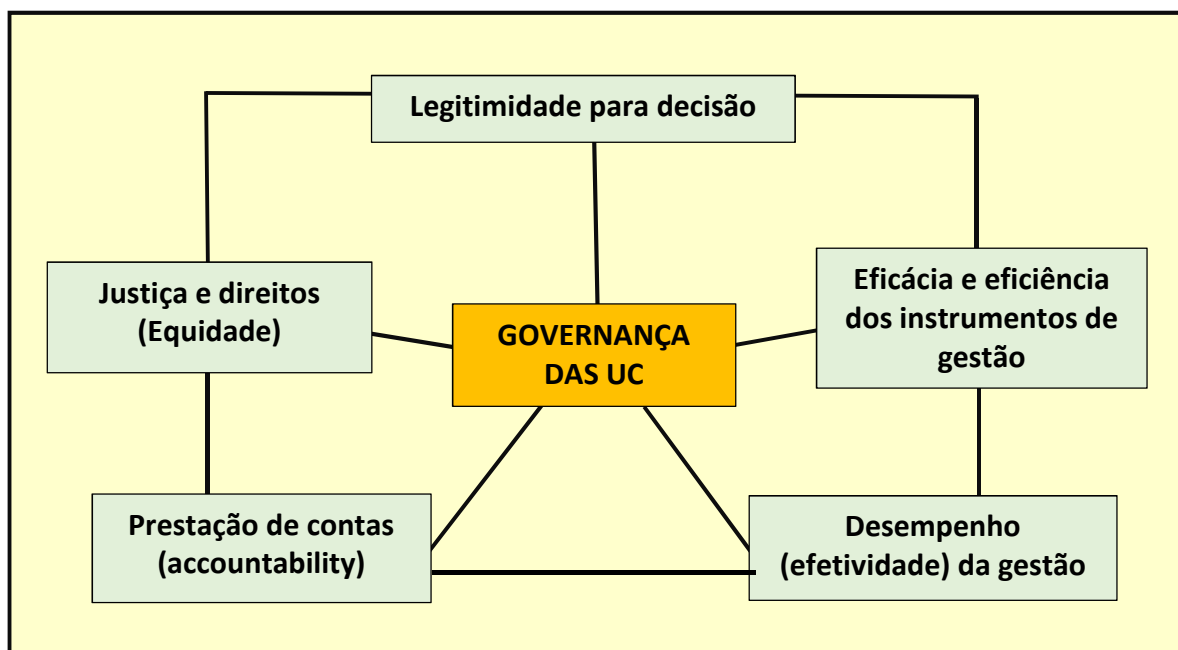 Legitimidade para decisão
Justiça e direitos
(Equidade)
GOVERNANÇA
DAS UC
Eficácia e eficiência
dos instrumentos de
gestão
Prestação de contas
(accountability)
Desempenho
(efetividade) da gestão